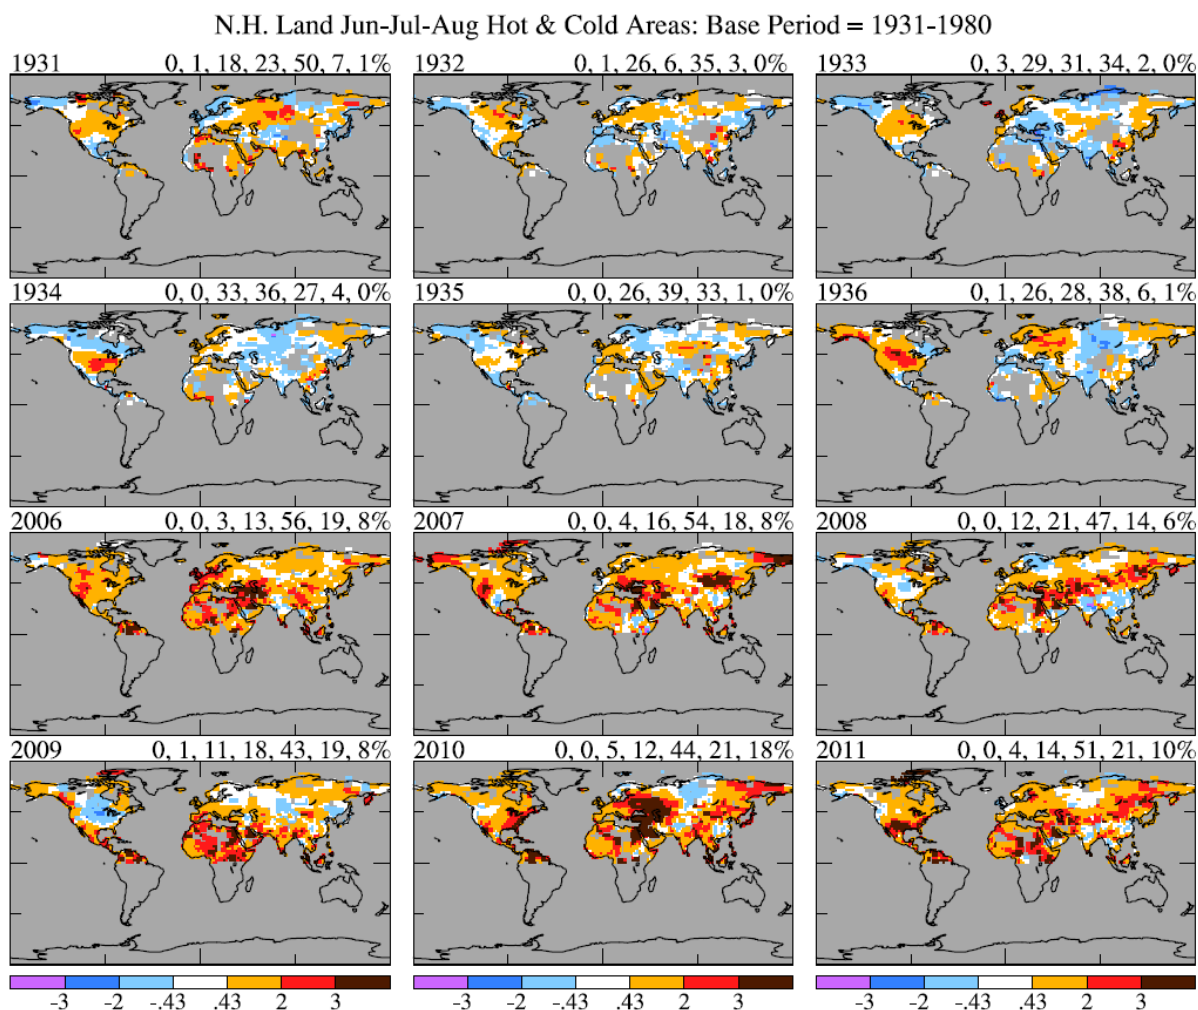 N.H. Land Jun-Jul-Aug Hot & Cold Areas: Base Period = 1931-1980
1931 0, 1, 18, 23, 50, 7, 1%
1932 0, 1, 26, 6, 35, 3, 0%
1933 0, 3, 29, 31, 34, 2, 0%
1934 0, 0, 33, 36, 27, 4, 0%
1935 0, 0, 26, 39, 33, 1, 0%
1936 0, 1, 26, 28, 38, 6, 1%
2006 0, 0, 3, 13, 56, 19, 8%
2007 0, 0, 4, 16, 54, 18, 8%
2008 0, 0, 12, 21, 47, 14, 6%
2009 0, 1, 11, 18, 43, 19, 8%
2010 0, 0, 5, 12, 44, 21, 18%
2011 0, 0, 4, 14, 51, 21, 10%
-3 -2 -.43 .43 2 3
-3 -2 -.43 .43 2 3
-3 -2 -.43 .43 2 3